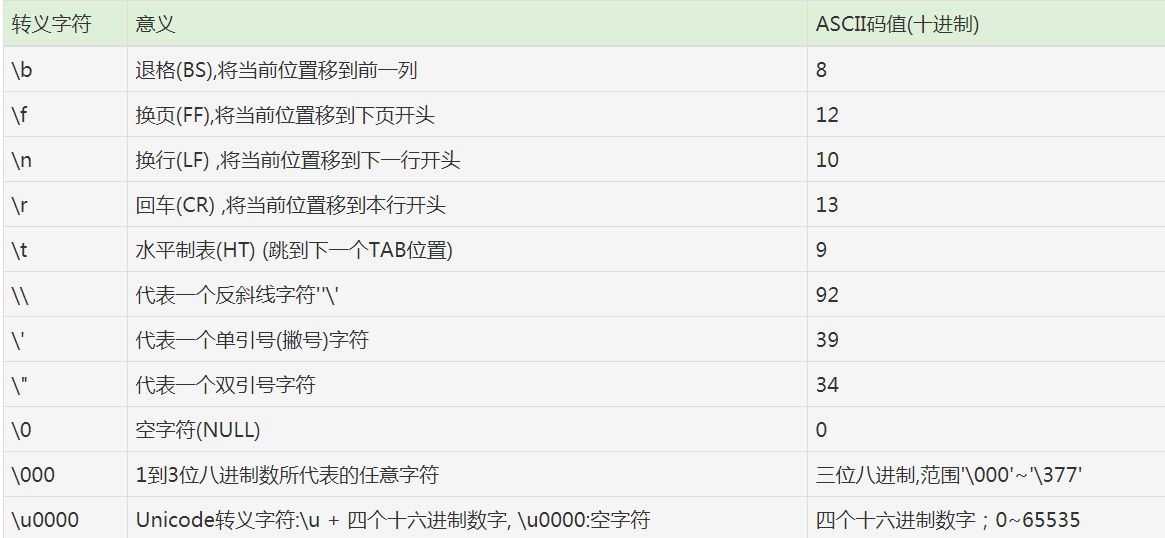 转义字符 意义 ASCII码值(十进制)
\b 退格(BS),将当前位置移到前一列 8
\f 换页(FF),将当前位置移到下页开头 12
\n 换行(LF) ,将当前位置移到下一行开头 10
\r 回车(CR) ,将当前位置移到本行开头 13
\t 水平制表(HT) (跳到下一个TAB位置) 9
\\ 代表一个反斜线字符''\' 92
\' 代表一个单引号(撇号)字符 39
\" 代表一个双引号字符 34
\0 空字符(NULL) 0
\000 1到3位八进制数所代表的任意字符 三位八进制,范围'\000'~'\377'
\u0000 Unicode转义字符:\u + 四个十六进制数字, \u0000:空字符 四个十六进制数字；0~65535